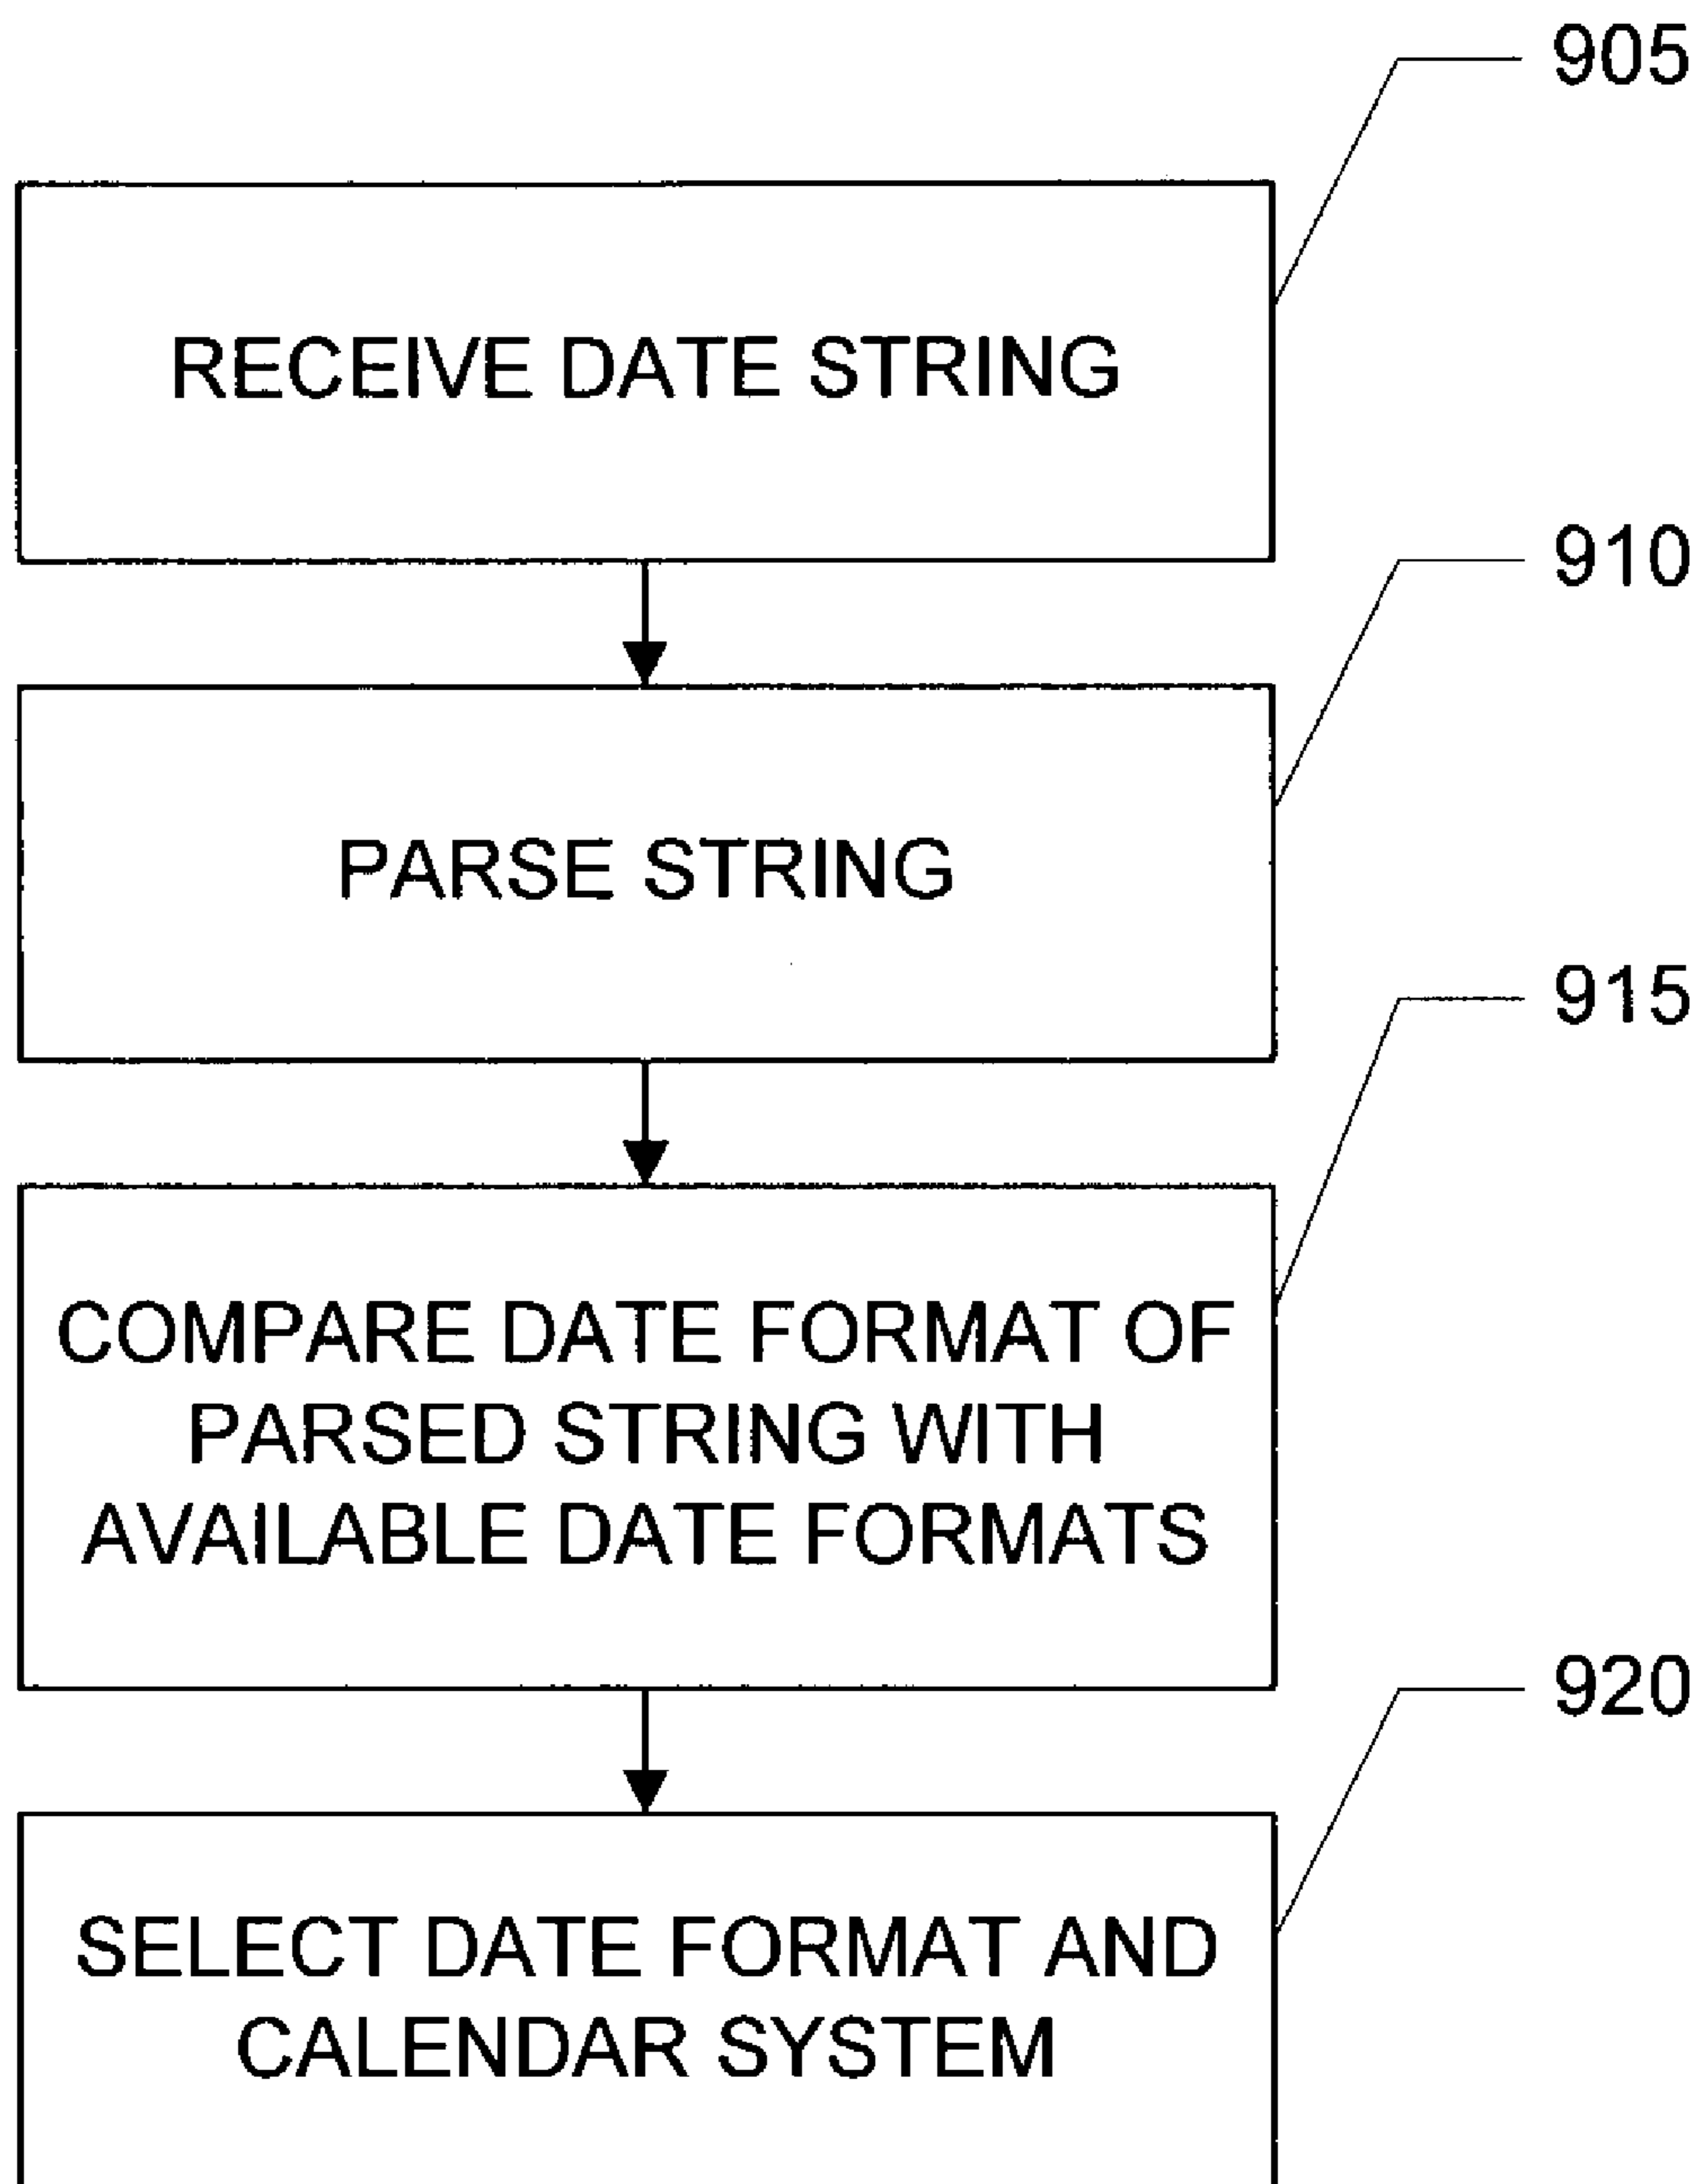 905
RECEIVE DATE STRING
910
PARSE STRING
915
COMPARE DATE FORMAT OF
PARSED STRING WITH
AVAILABLE DATE FORMATS
920
SELECT DATE FORMAT AND
CALENDAR SYSTEM